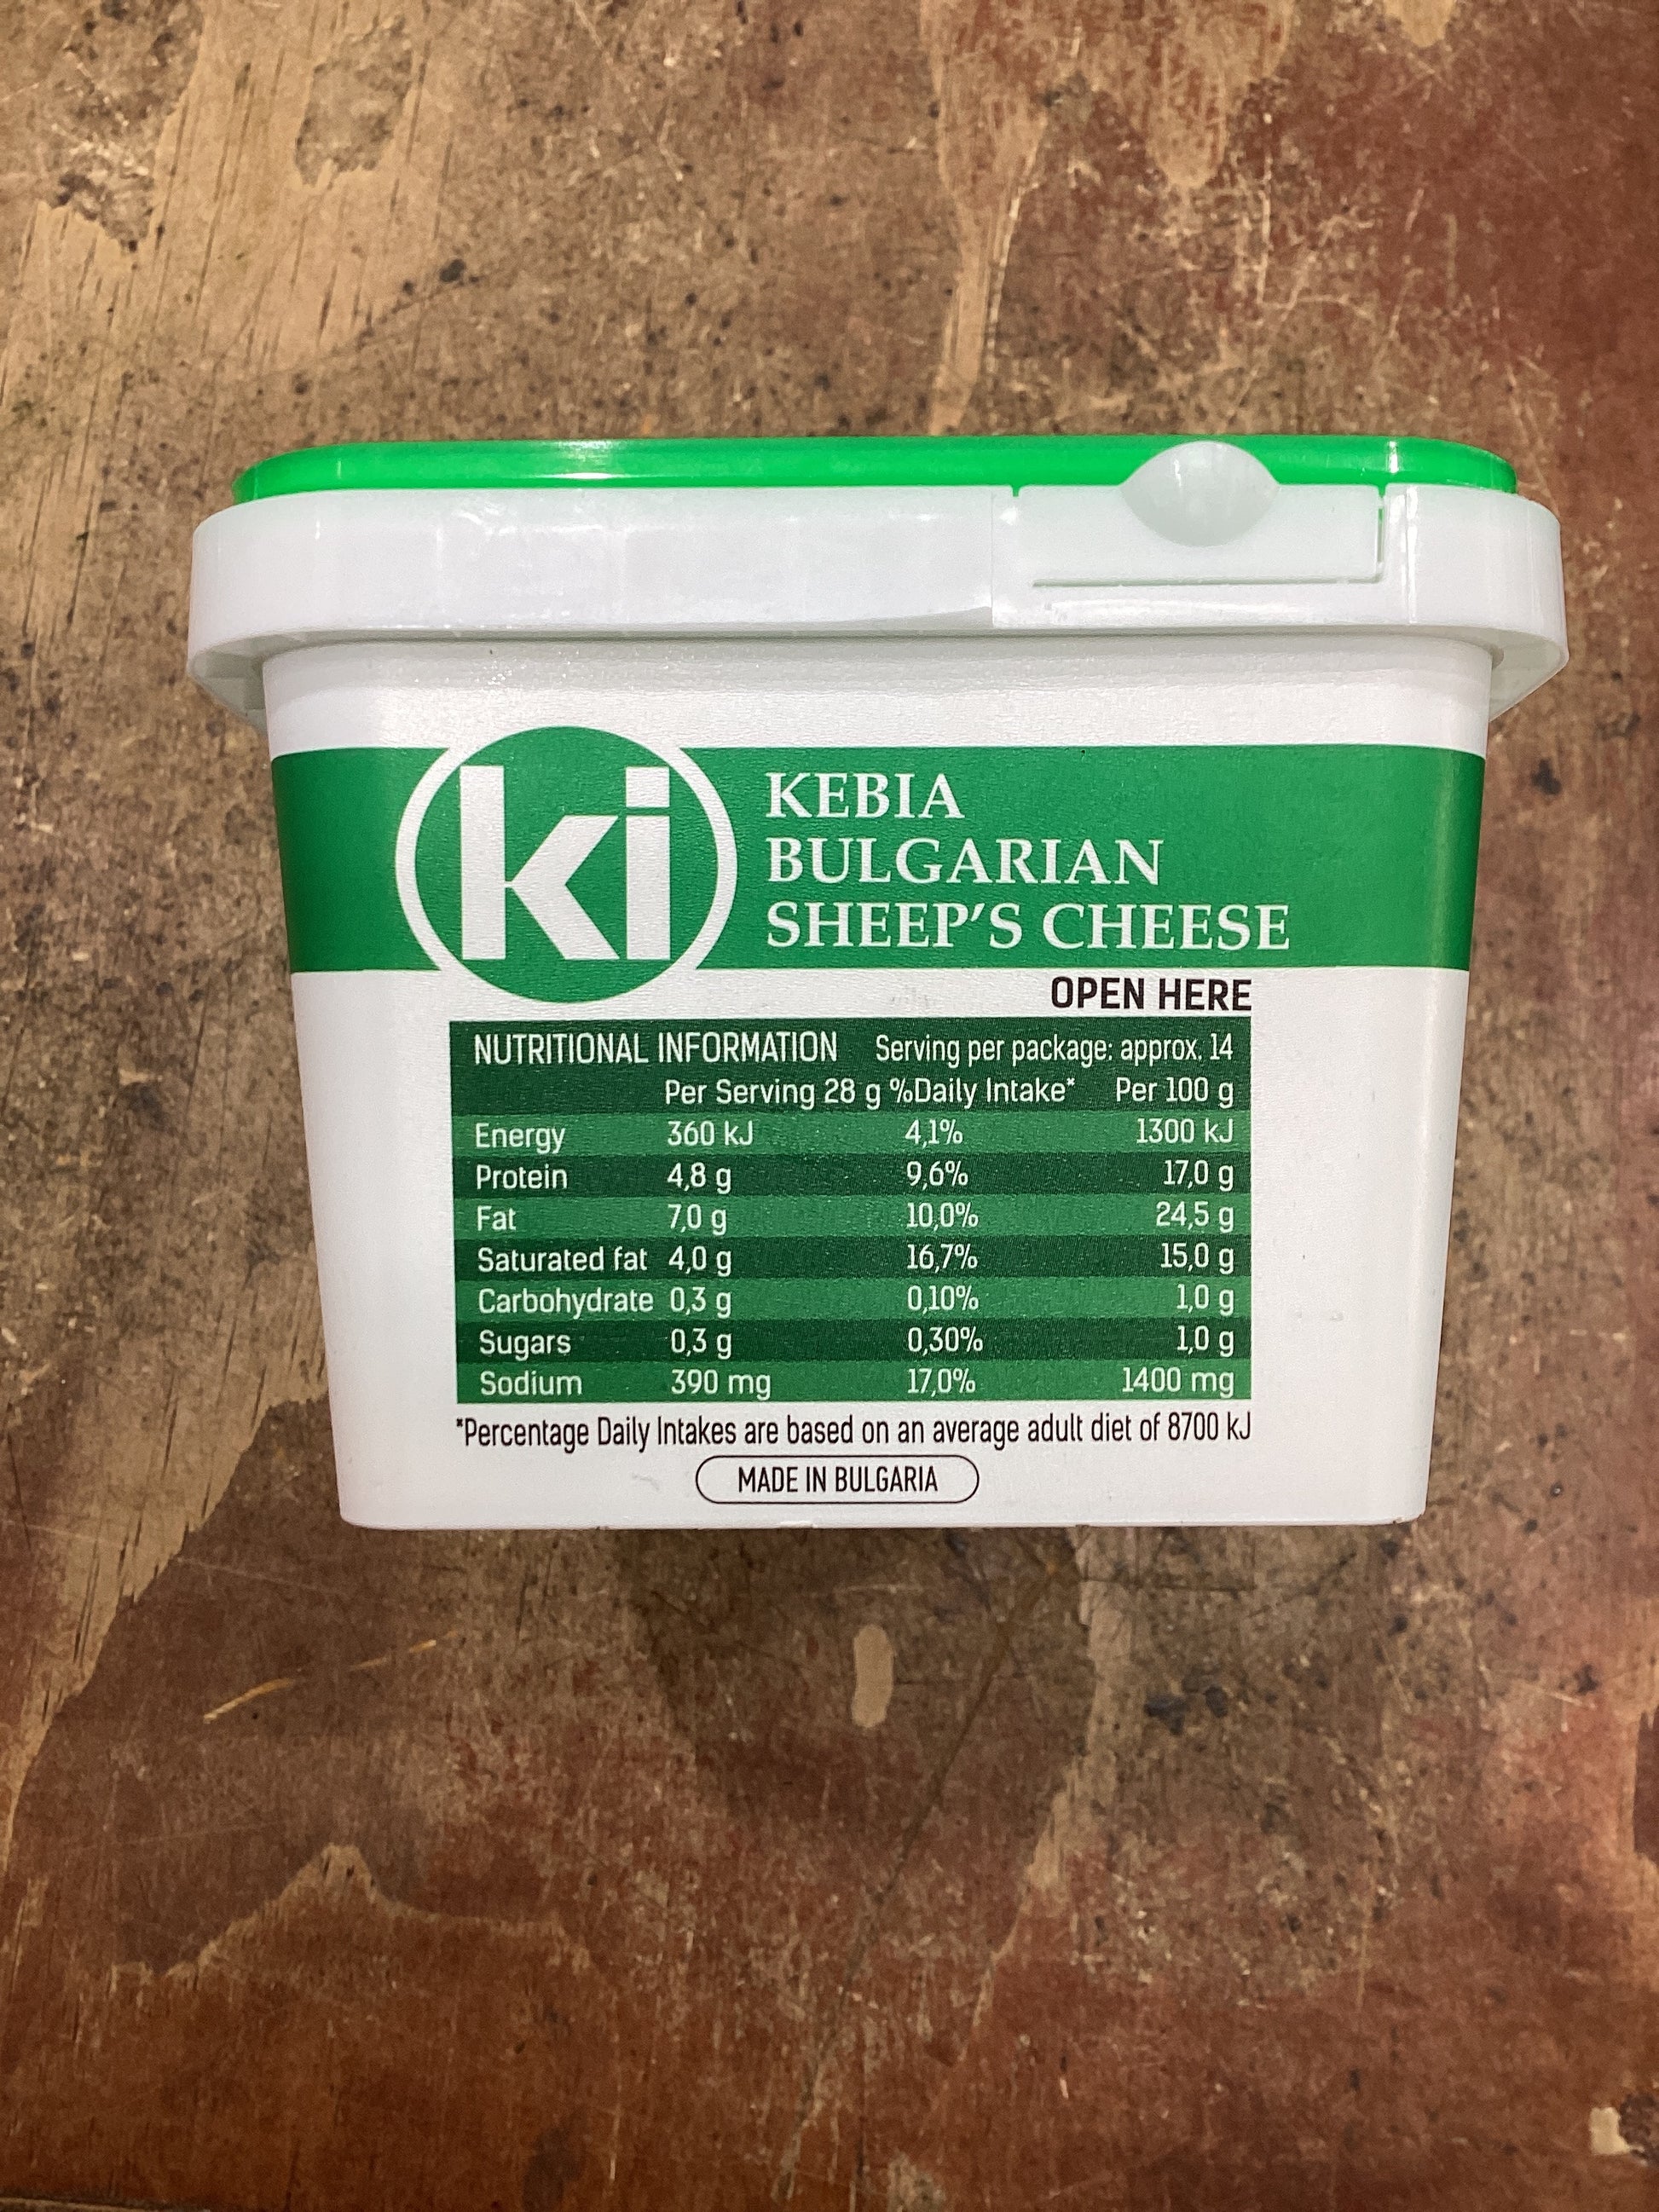 ki
KEBIA
BULGARIAN
SHEEP'S CHEESE
OPEN HERE
NUTRITIONAL INFORMATION Serving per package: approx. 14
Per Serving 28 g %Daily Intake* Per 100 g
Energy 360 kJ 4,1% 1300 kJ
Protein 4,8 g 9,6% 17,0 g
Fat 7,0 g 10,0% 24,5 g
Saturated fat 4,0 g 16,7% 15,0 g
Carbohydrate 0,3 g 0,10% 1,0 g
Sugars 0,3 g 0,30% 1,0 g
Sodium 390 mg 17,0% 1400 mg
*Percentage Daily Intakes are based on an average adult diet of 8700 kJ
MADE IN BULGARIA